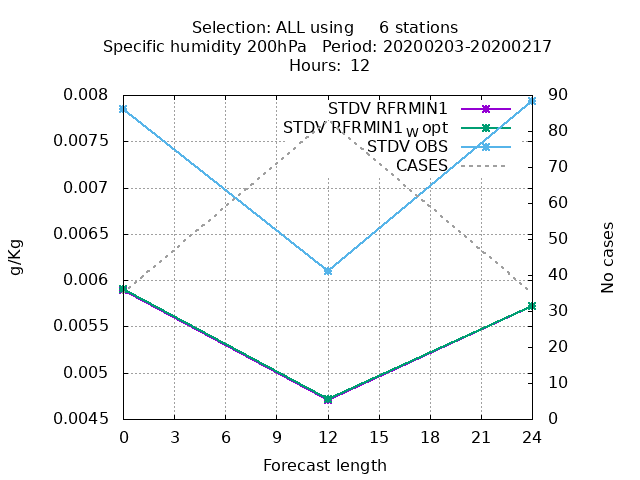 Selection: ALL using     6 stations
Specific humidity 200hPa   Period: 20200203-20200217
Hours:  12
STDV RFRMIN1
STDV RFRMIN1 w opt
STDV OBS
CASES
0.008
0.0075
0.007
0.0065
0.006
0.0055
0.005
0.0045
g/Kg
90
80
70
60
50
40
30
20
10
0
No cases
0 3 6 9 12 15 18 21 24
Forecast length